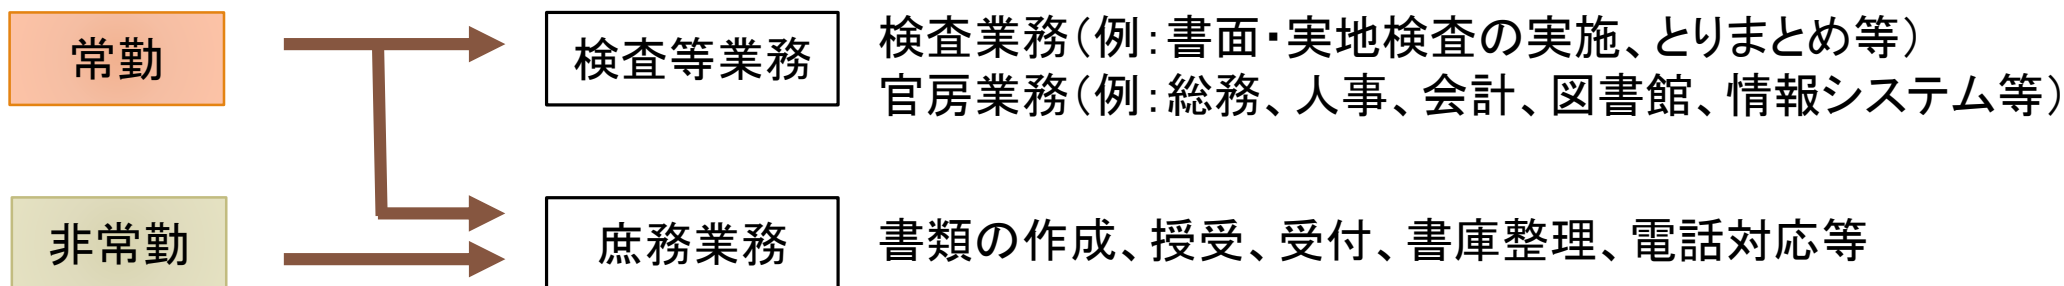 常勤
検査等業務
検査業務(例:書面・実地検査の実施、とりまとめ等)
官房業務(例:総務、人事、会計、図書館、情報システム等)
非常勤
庶務業務
書類の作成、授受、受付、書庫整理、電話対応等